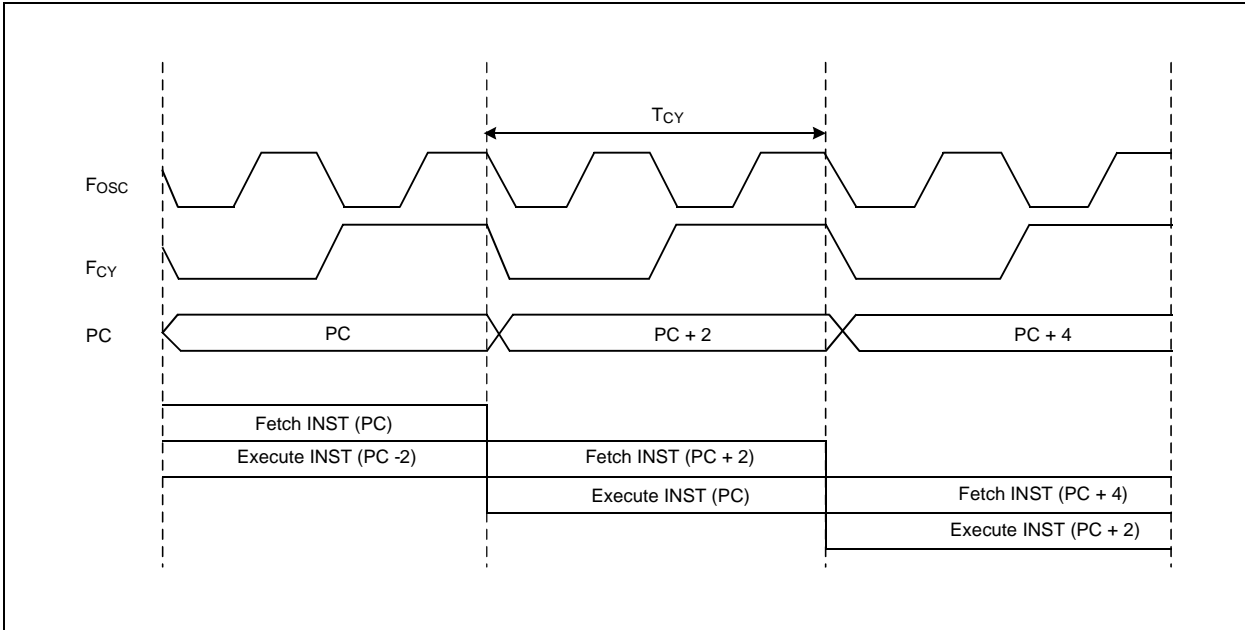 TCY
FOSC
FCY
PC PC PC + 2 PC + 4
Fetch INST (PC)
Execute INST (PC -2) Fetch INST (PC + 2)
Execute INST (PC) Fetch INST (PC + 4)
Execute INST (PC + 2)